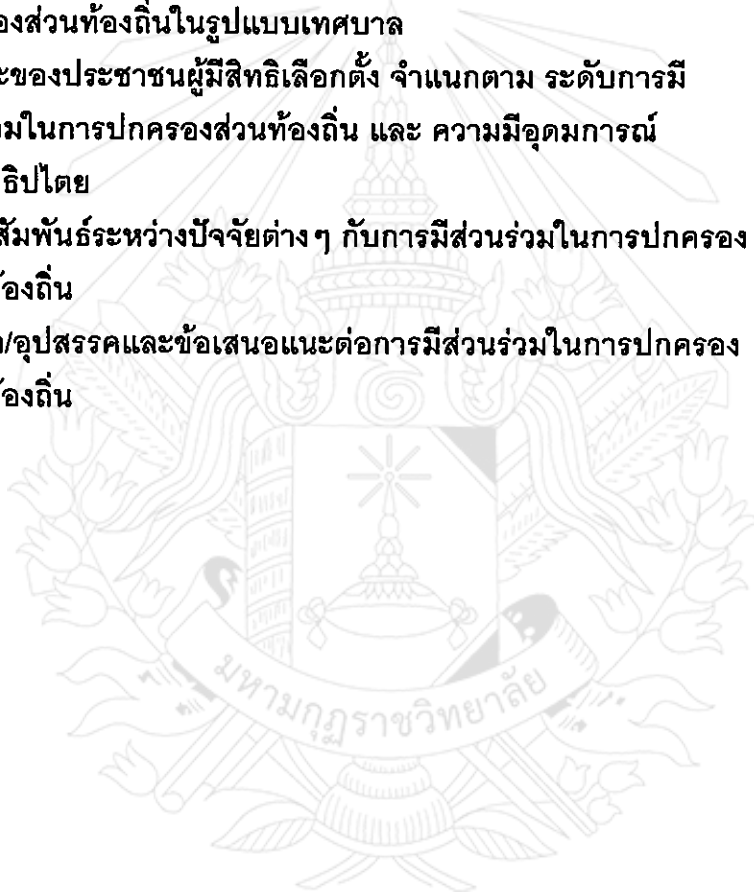 องส่วนท้องถิ่นในรูปแบบเทศบาล
ะของประชาชนผู้มีสิทธิเลือกตั้ง จำแนกตาม ระดับการมี
มในการปกครองส่วนท้องถิ่น และ ความมีอุดมการณ์
ธิปไตย
สัมพันธ์ระหว่างปัจจัยต่าง ๆ กับการมีส่วนร่วมในการปกครอง
้องถิ่น
/อุปสรรคและข้อเสนอแนะต่อการมีส่วนร่วมในการปกครอง
้องถิ่น
มหามกุฏราชวิทยาลัย